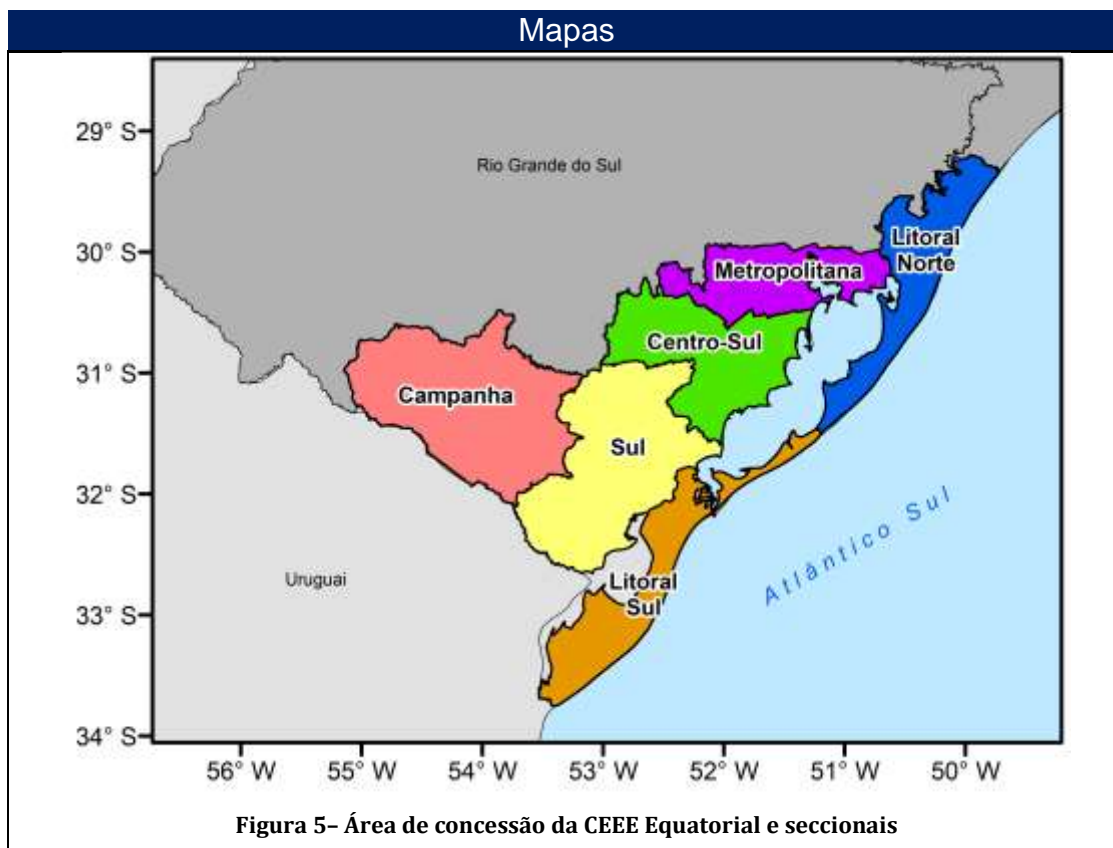 Mapas
29° S
Rio Grande do Sul
30° S
Litoral
Norte
Metropolitana
Centro-Sul
31° S
Campanha
Sul
32° S
Atlântico Sul
Uruguai
Litoral
Sul
33° S
34° S
56° W 55° W 54° W 53° W 52° W 51° W 50° W
Figura 5– Área de concessão da CEEE Equatorial e seccionais